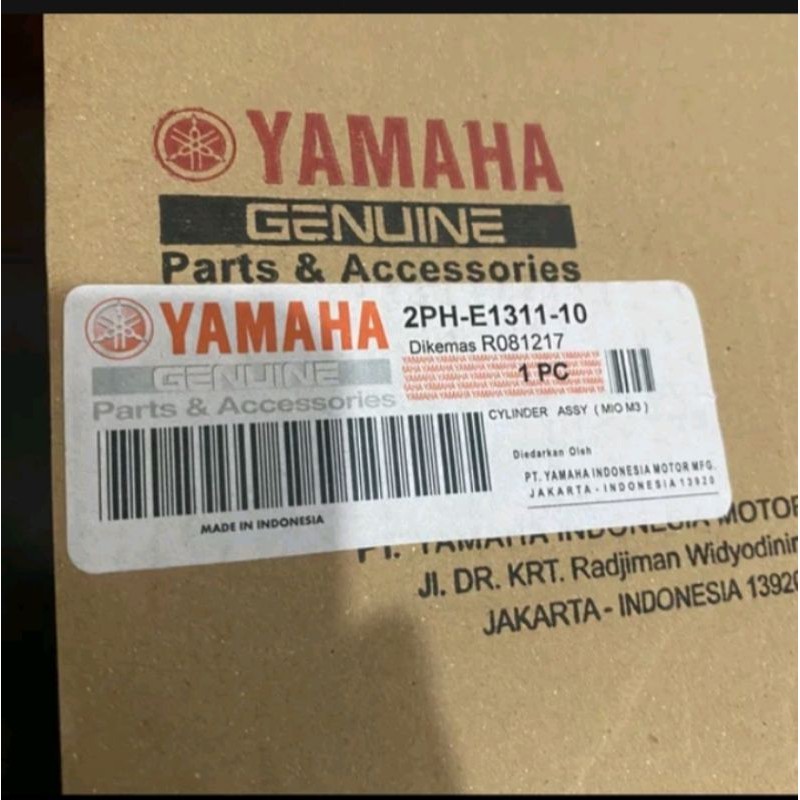 YAMAHA
GENUINE
Parts & Accessories
YAMAHA
GENUINE
Parts & Accessories
2PH-E1311-10
Dikemas R081217
1 PC
CYLINDER ASSY ( MIO M3 )
Diedarkan Oleh
PT. YAMAHA INDONESIA MOTOR MFG.
JAKARTA - INDONESIA 13920
MADE IN INDONESIA
PT. YAMAHA INDONESIA MOTOR
Jl. DR. KRT. Radjiman Widyodinin
JAKARTA - INDONESIA 13920